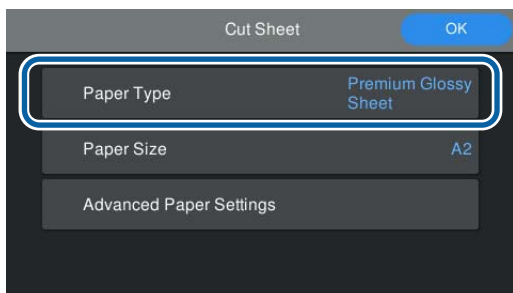 Cut Sheet
OK
Paper Type
Premium Glossy
Sheet
Paper Size
A2
Advanced Paper Settings